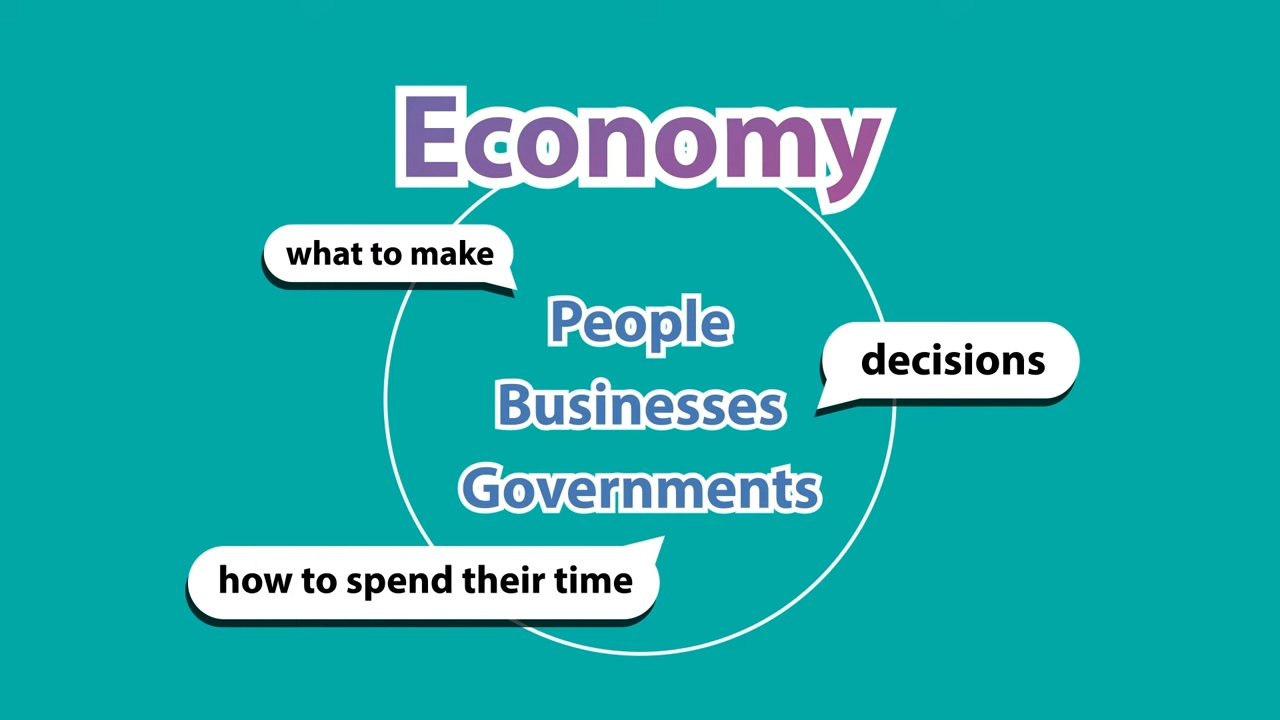 Economy
what to make
People
decisions
Businesses
Governments
how to spend their time